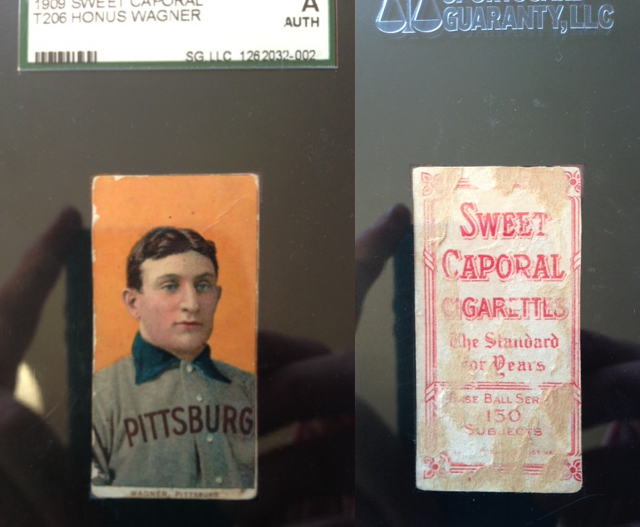 1909 SWEET CAPORAL
T206 HONUS WAGNER
A
AUTH
SG LLC 1262032-002
PITTSBURG
WAGNER, PITTSBURG
GUARANTY, LLC
SWEET
CAPORAL
CIGARETTES
The Standard
for Years
BASE BALL SERIES
150
SUBJECTS